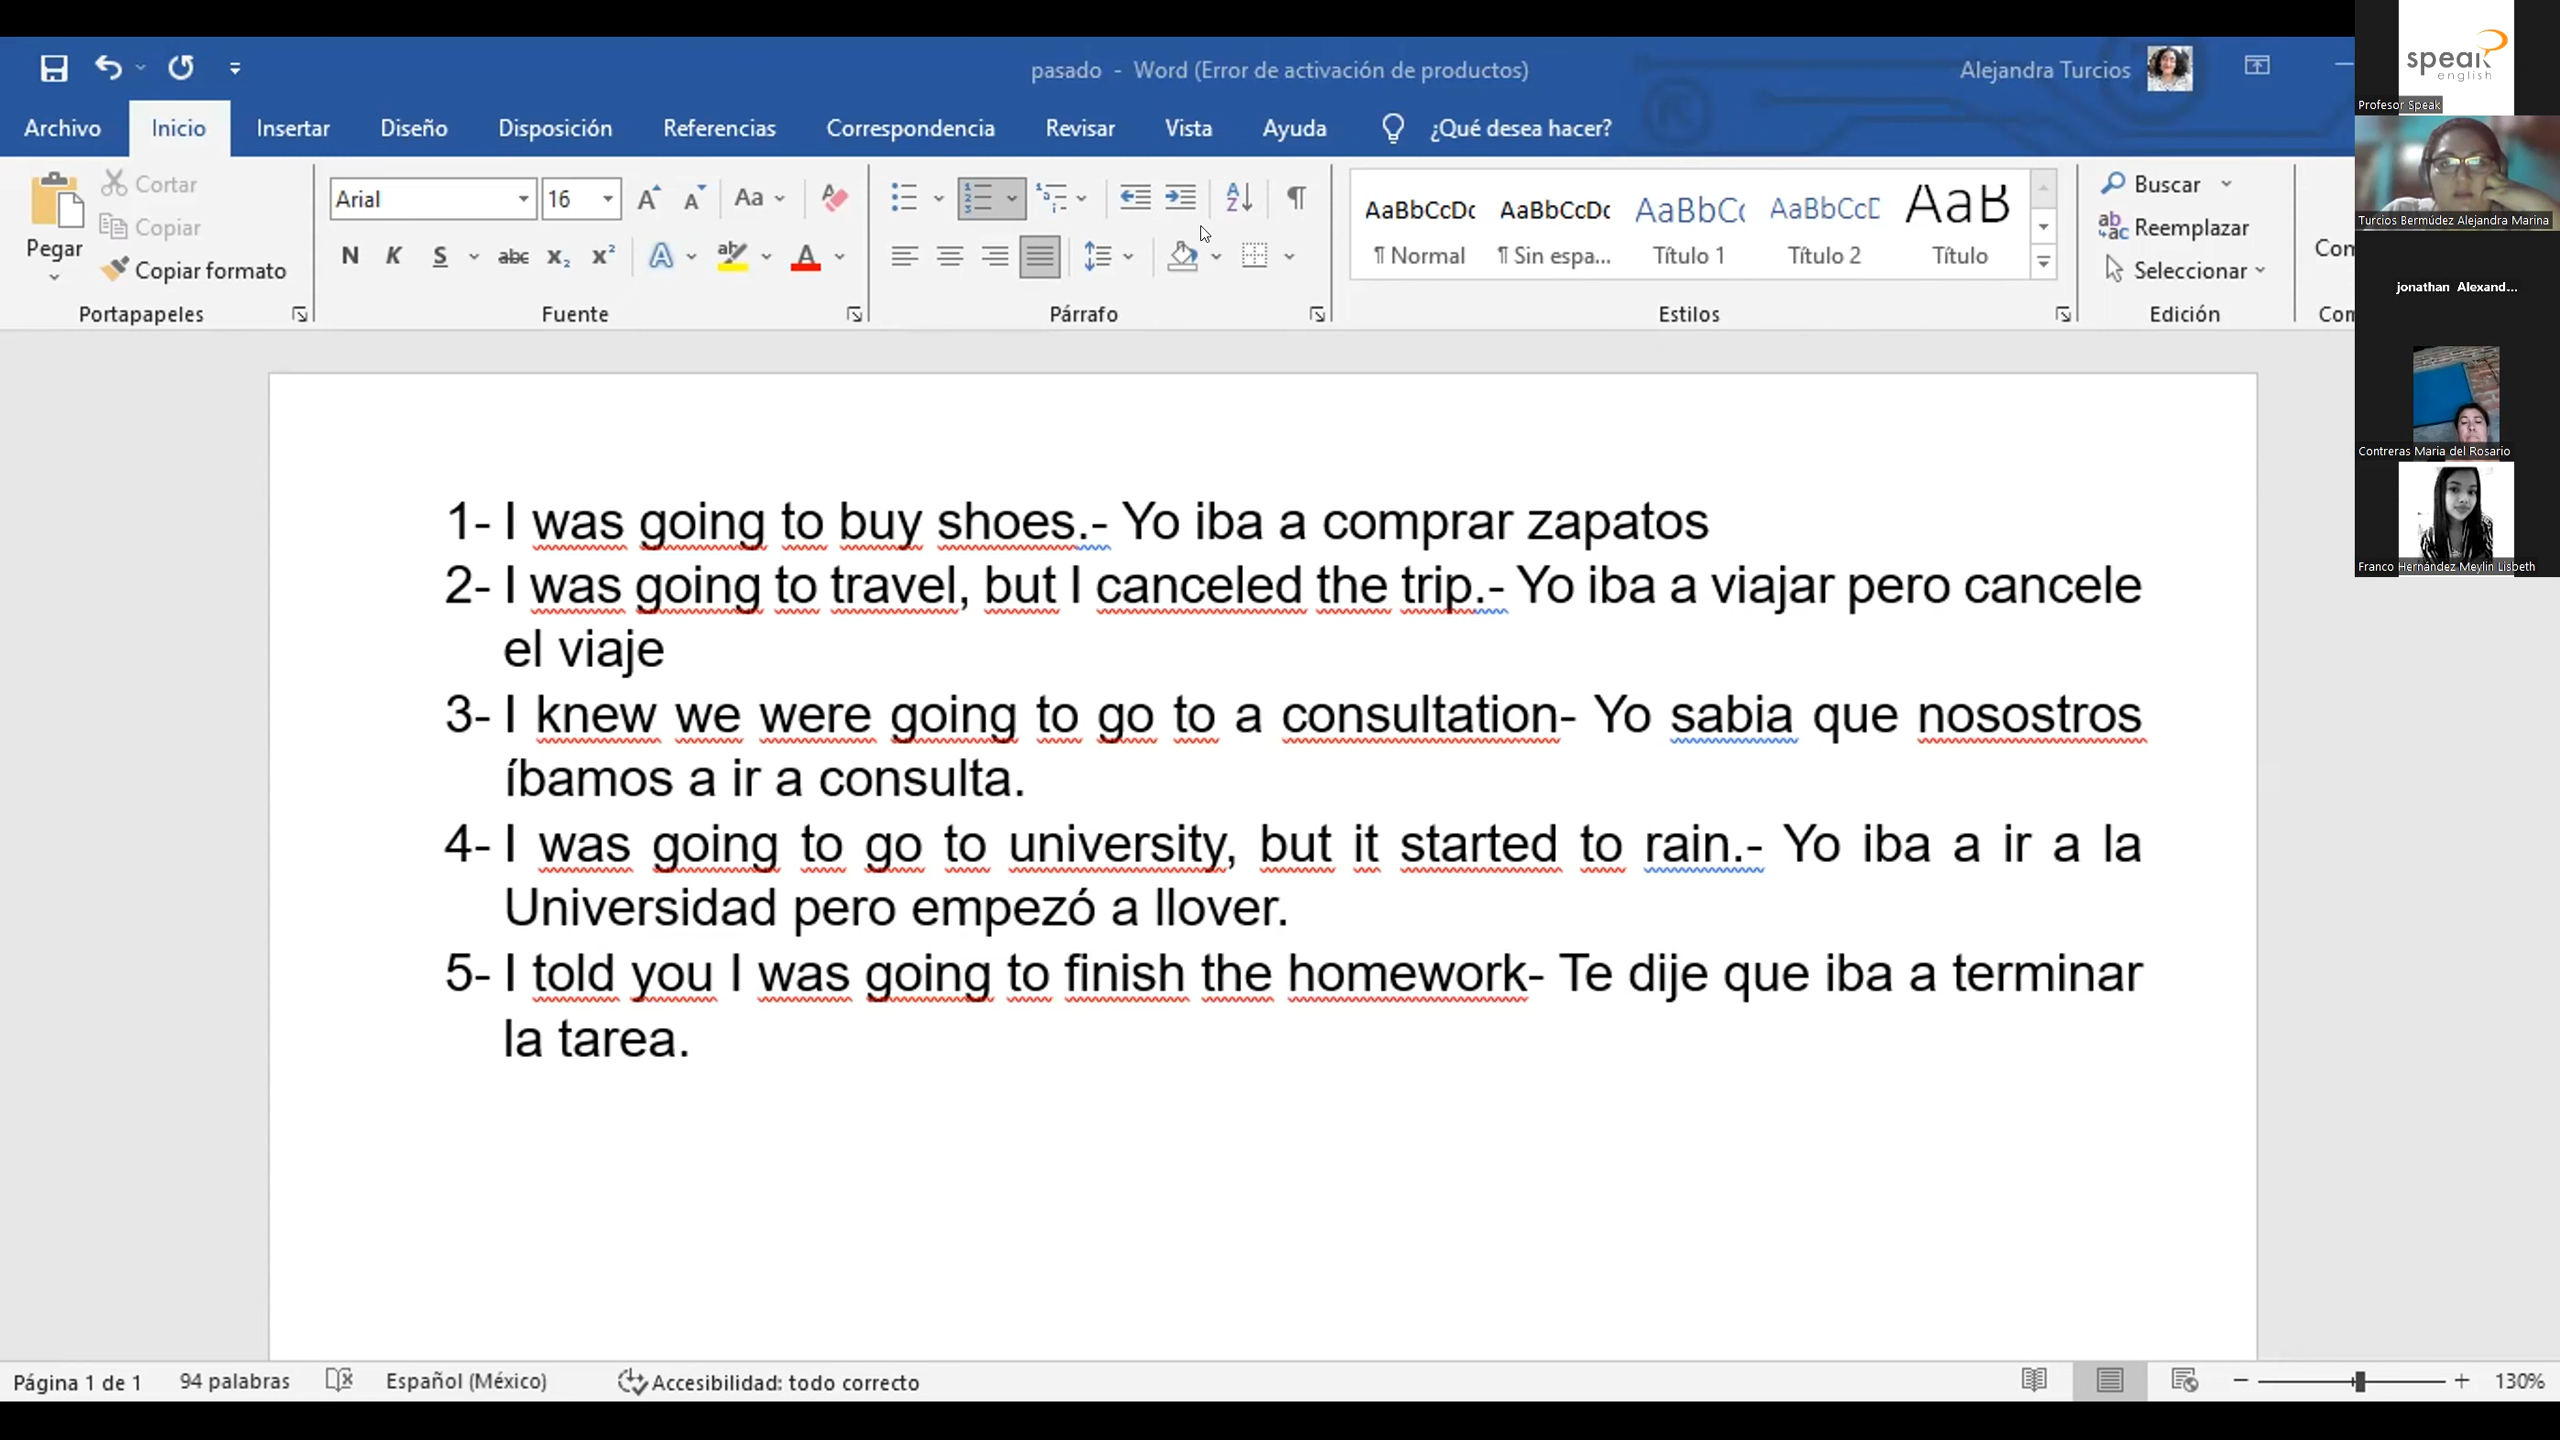 pasado - Word (Error de activación de productos)
Alejandra Turcios
Archivo Inicio Insertar Diseño Disposición Referencias Correspondencia Revisar Vista Ayuda ¿Qué desea hacer?
Pegar
Cortar
Copiar
Copiar formato
Portapapeles
Arial 16
Fuente
Párrafo
AaBbCcDc AaBbCcDc AaBbCc AaBbCcD AaB
¶ Normal ¶ Sin espa... Título 1 Título 2 Título
Estilos
Buscar
Reemplazar
Seleccionar
Edición
1- I was going to buy shoes.- Yo iba a comprar zapatos
2- I was going to travel, but I canceled the trip.- Yo iba a viajar pero cancele
el viaje
3- I knew we were going to go to a consultation- Yo sabia que nosostros
íbamos a ir a consulta.
4- I was going to go to university, but it started to rain.- Yo iba a ir a la
Universidad pero empezó a llover.
5- I told you I was going to finish the homework- Te dije que iba a terminar
la tarea.
Página 1 de 1 94 palabras Español (México) Accesibilidad: todo correcto 130%
speak
english
Profesor Speak
Turcios Bermúdez Alejandra Marina
jonathan Alexand...
Contreras Maria del Rosario
Franco Hernández Meylin Lisbeth